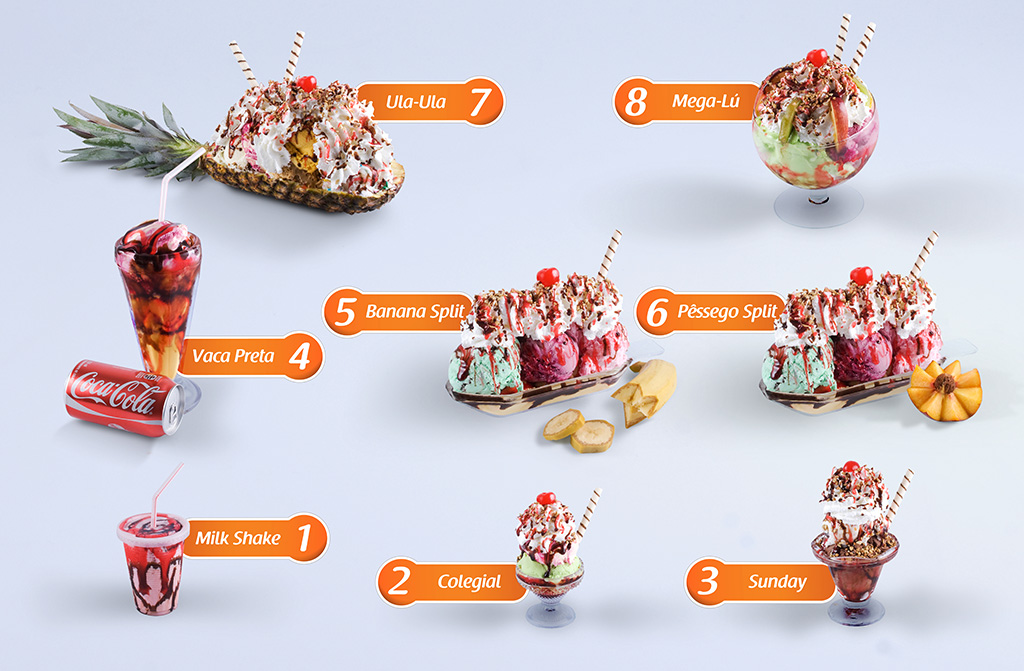 Ula-Ula 7
8 Mega-Lú
5 Banana Split
6 Pêssego Split
Vaca Preta 4
Coca-Cola
Milk Shake 1
2 Colegial
3 Sunday